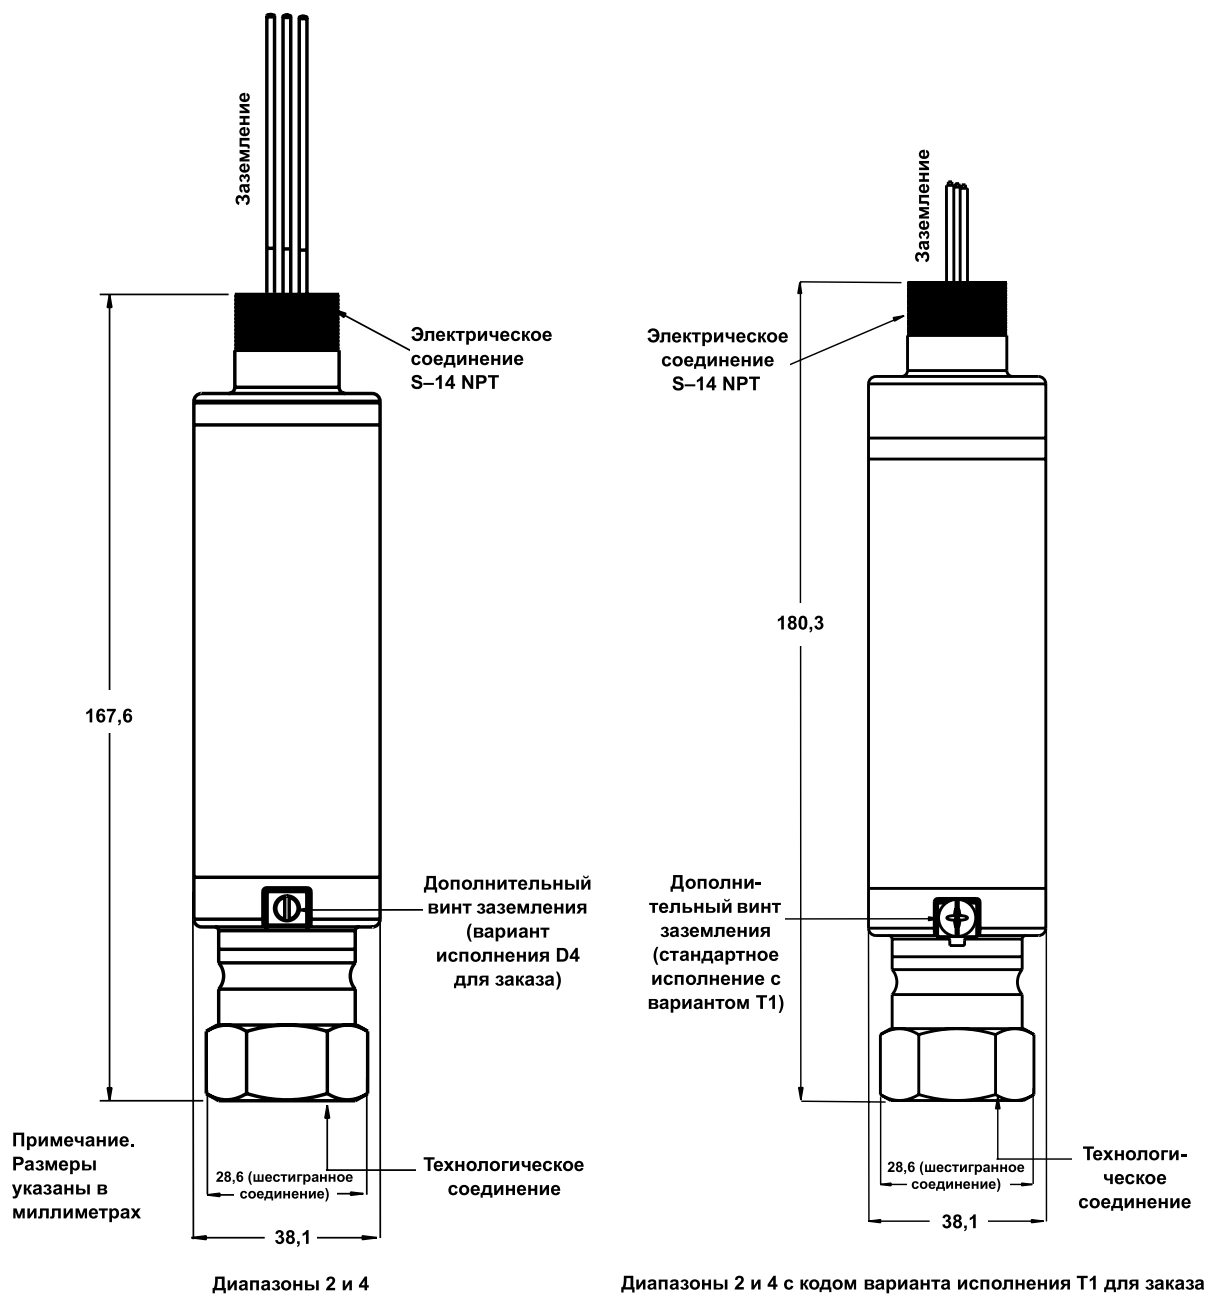 Заземление
Электрическое
соединение
S–14 NPT
167,6
Дополнительный
винт заземления
(вариант
исполнения D4
для заказа)
Примечание.
Размеры
указаны в
миллиметрах
28,6 (шестигранное
соединение)
Технологическое
соединение
38,1
Диапазоны 2 и 4
Заземление
Электрическое
соединение
S–14 NPT
180,3
Дополни-
тельный винт
заземления
(стандартное
исполнение с
вариантом T1)
28,6 (шестигранное
соединение)
Технологи-
ческое
соединение
38,1
Диапазоны 2 и 4 с кодом варианта исполнения T1 для заказа